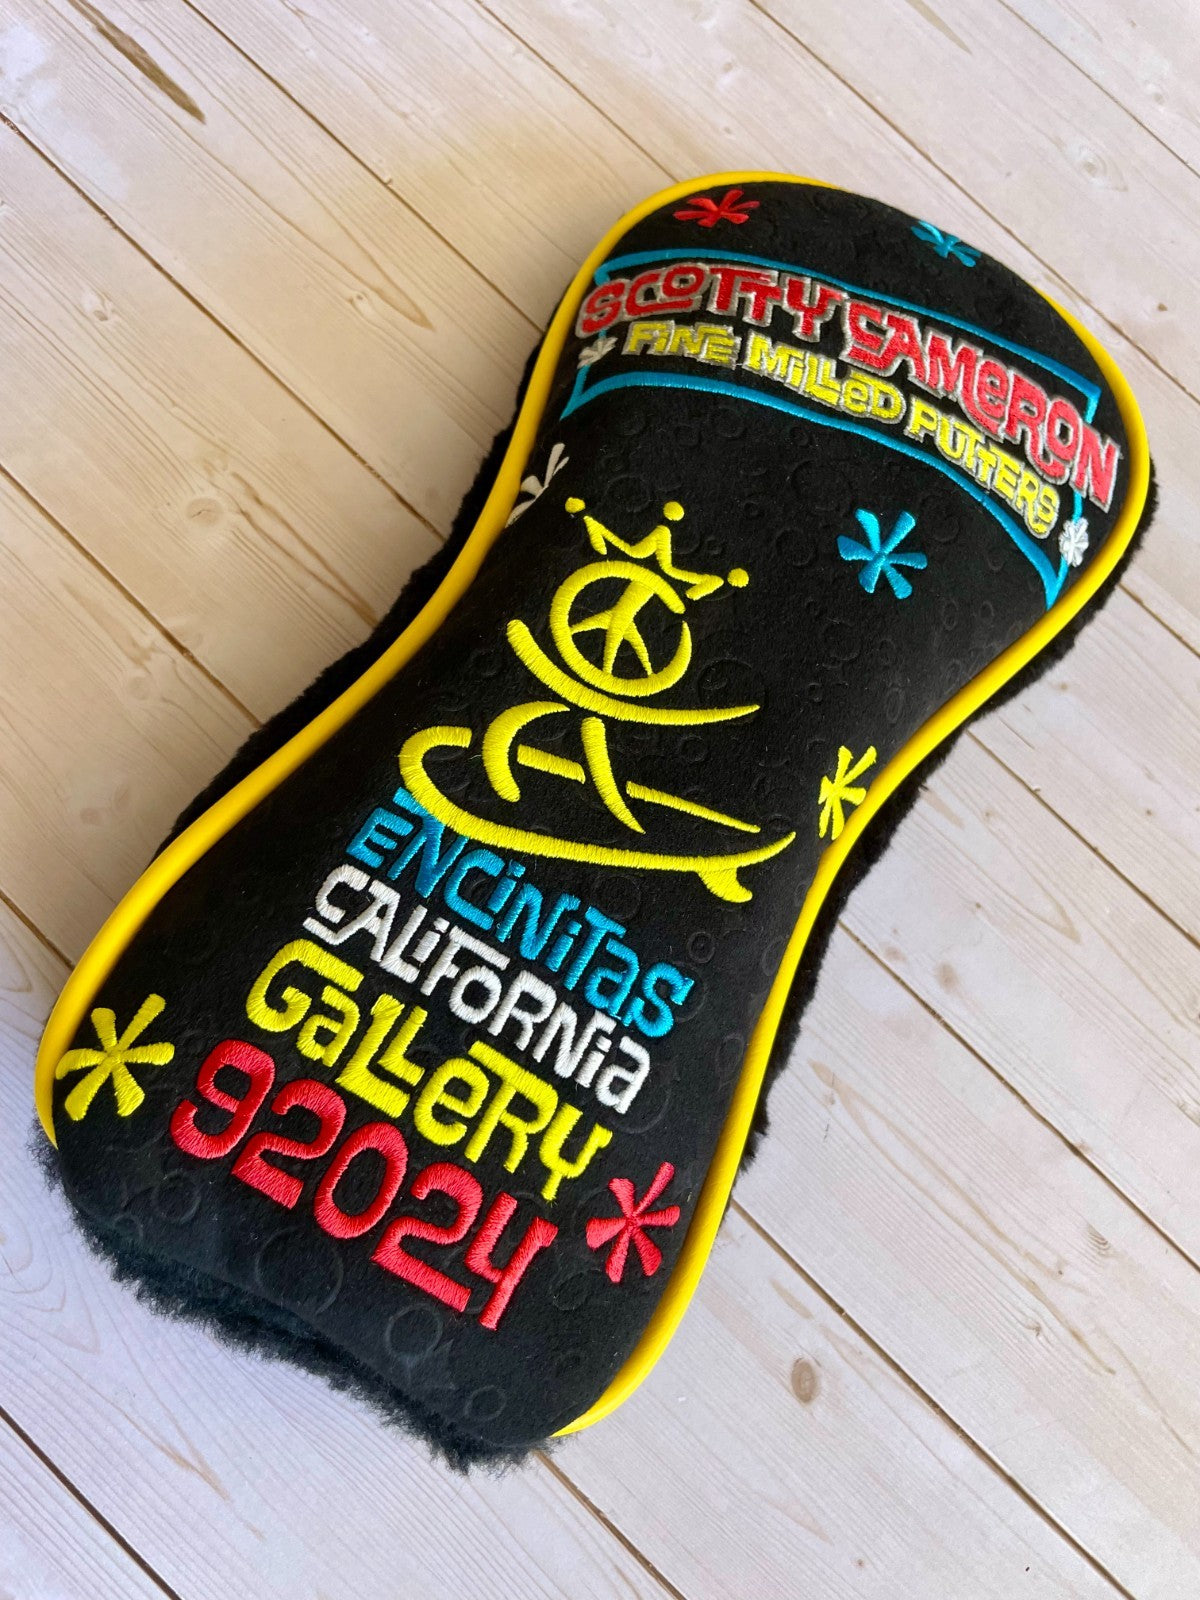 SCOTTY CAMERON
FINE MILLED PUTTERS
ENCINITAS
CALIFORNIA
GALLERY
92024